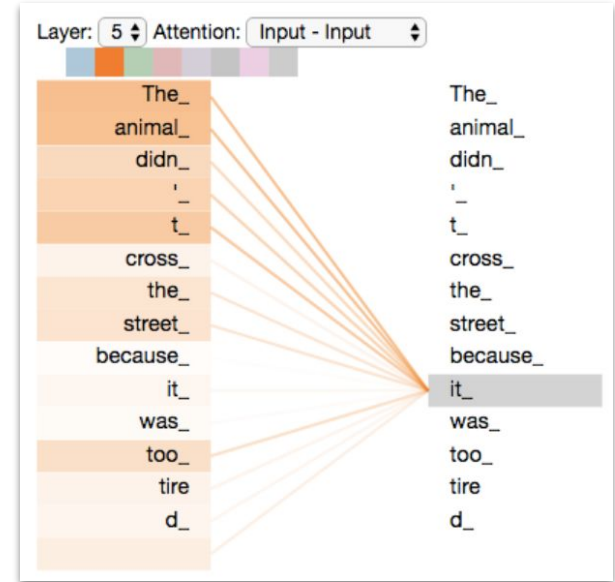 Layer: 5 Attention: Input - Input
The_ The_
animal_ animal_
didn_ didn_
'_ '_
t_ t_
cross_ cross_
the_ the_
street_ street_
because_ because_
it_ it_
was_ was_
too_ too_
tire tire
d_ d_